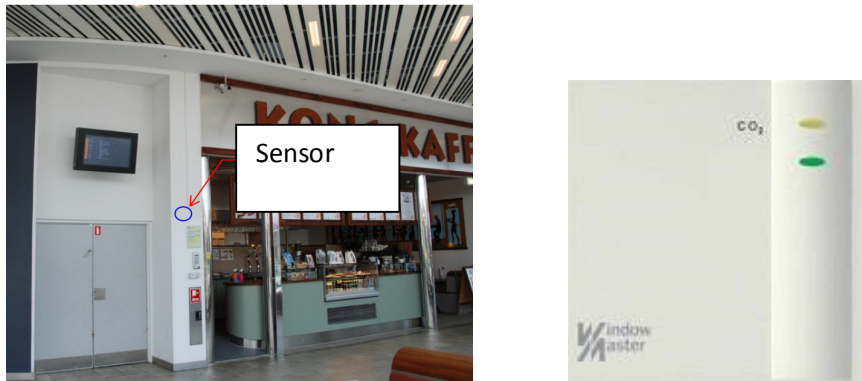 KONG KAFF
Sensor
CO₂
Window
Master